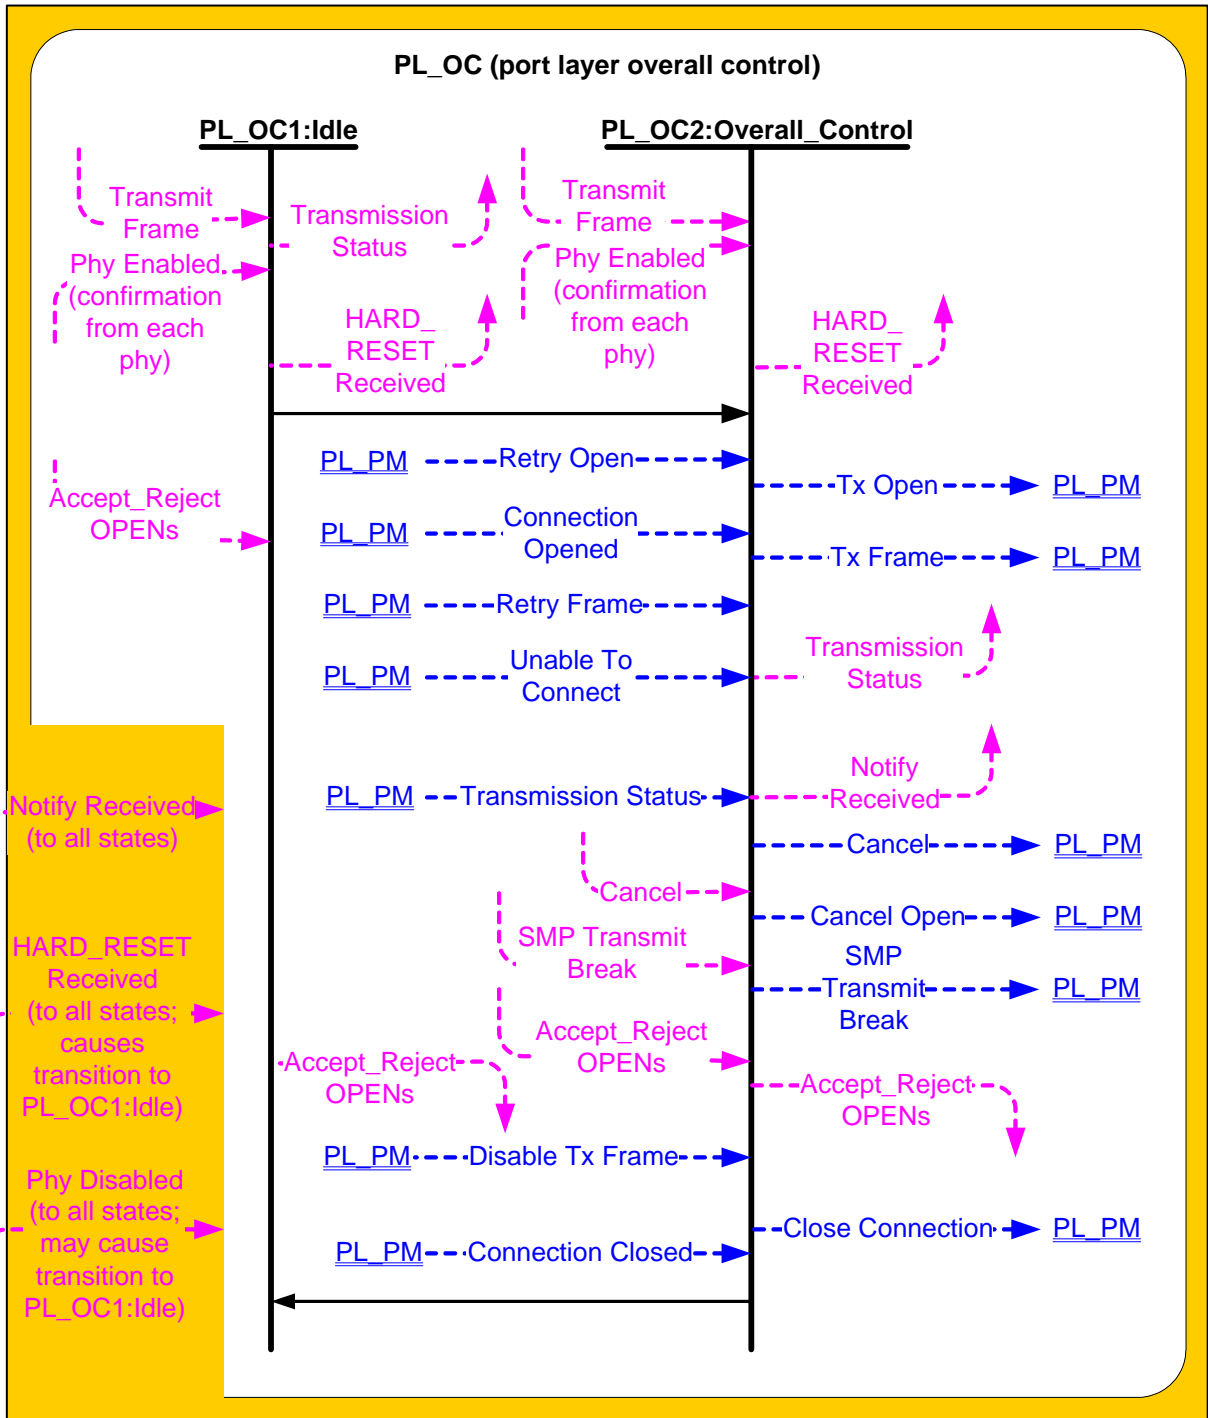 PL_OC (port layer overall control)
PL_OC1:Idle
PL_OC2:Overall_Control
Transmit
Frame
Transmission
Status
Transmit
Frame
Phy Enabled
(confirmation
from each
phy)
Phy Enabled
(confirmation
from each
phy)
HARD_
RESET
Received
HARD_
RESET
Received
PL_PM Retry Open
Tx Open PL_PM
Accept_Reject
OPENs
PL_PM Connection
Opened
Tx Frame PL_PM
PL_PM Retry Frame
PL_PM Unable To
Connect
Transmission
Status
Notify Received
(to all states)
PL_PM Transmission Status
Notify
Received
Cancel PL_PM
Cancel
Cancel Open PL_PM
SMP Transmit
Break
SMP
Transmit PL_PM
Break
HARD_RESET
Received
(to all states;
causes
transition to
PL_OC1:Idle)
Accept_Reject
OPENs
Accept_Reject
OPENs
Accept_Reject
OPENs
PL_PM Disable Tx Frame
Phy Disabled
(to all states;
may cause
transition to
PL_OC1:Idle)
Close Connection PL_PM
PL_PM Connection Closed